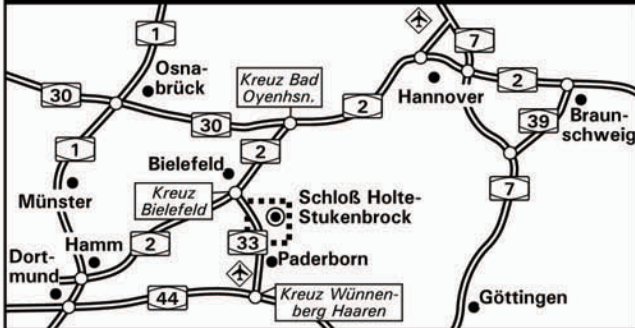 1
7
Osna-
brück
Kreuz Bad
Oyenhsn.
2
30
2
Hannover
30
39
Braun-
schweig
1
Bielefeld
2
7
Münster
Kreuz
Bielefeld
Schloß Holte-
Stukenbrock
Hamm
2
33
Dort-
mund
Paderborn
44
Kreuz Wünnen-
berg Haaren
Göttingen